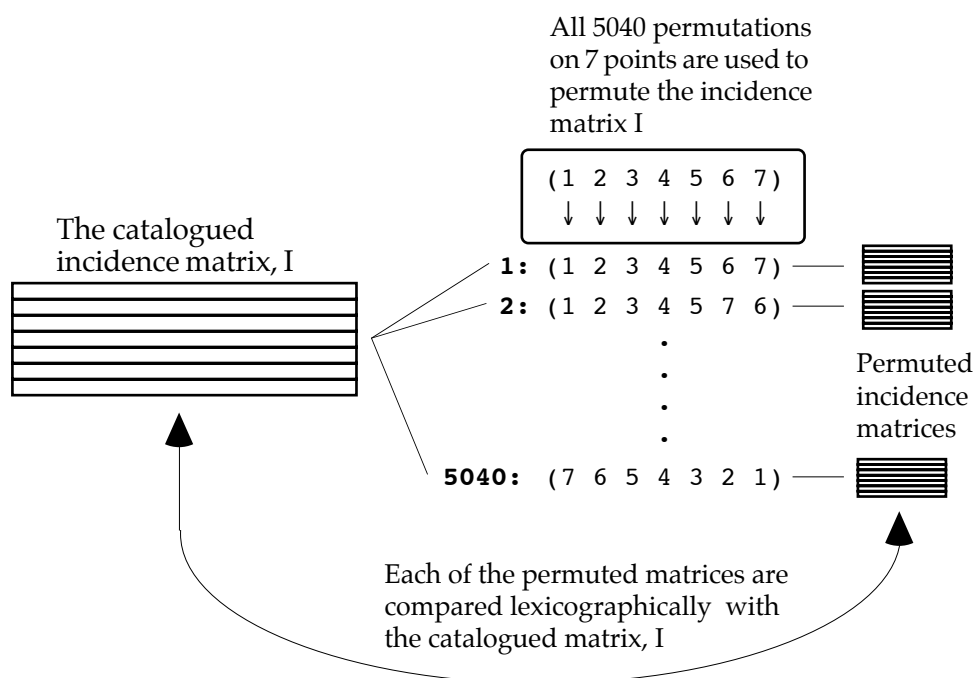 All 5040 permutations
on 7 points are used to
permute the incidence
matrix I
(1 2 3 4 5 6 7)
↓ ↓ ↓ ↓ ↓ ↓ ↓
The catalogued
incidence matrix, I
1: (1 2 3 4 5 6 7)
2: (1 2 3 4 5 7 6)
.
.
.
.
Permuted
incidence
matrices
5040: (7 6 5 4 3 2 1)
Each of the permuted matrices are
compared lexicographically with
the catalogued matrix, I